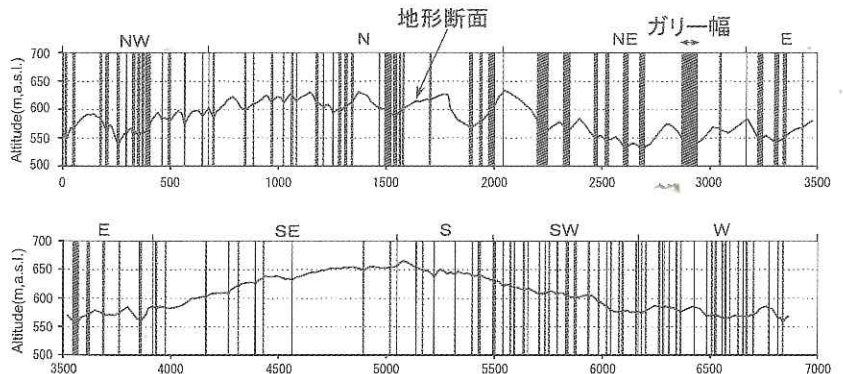 地形断面
ガリー幅
NW N NE E
Altitude(m,a.s.l.)
700
650
600
550
500
0 500 1000 1500 2000 2500 3000 3500
E SE S SW W
Altitude(m,a.s.l.)
700
650
600
550
500
3500 4000 4500 5000 5500 6000 6500 7000